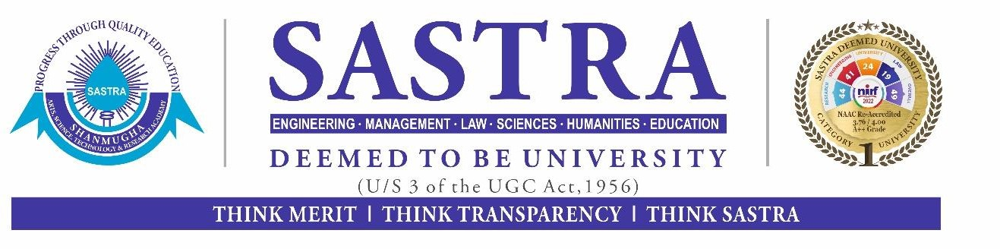 PROGRESS THROUGH QUALITY EDUCATION
SASTRA
SHANMUGHA
ARTS, SCIENCE, TECHNOLOGY & RESEARCH ACADEMY
SASTRA
ENGINEERING · MANAGEMENT · LAW · SCIENCES · HUMANITIES · EDUCATION
DEEMED TO BE UNIVERSITY
(U/S 3 of the UGC Act,1956)
THINK MERIT | THINK TRANSPARENCY | THINK SASTRA
SASTRA DEEMED UNIVERSITY
RESEARCH ENGINEERING UNIVERSITY LAW OVERALL
44 41 24 19 49
nirf
2022
NAAC Re-Accredited
3.76 / 4.00
A++ Grade
CATEGORY 1 UNIVERSITY